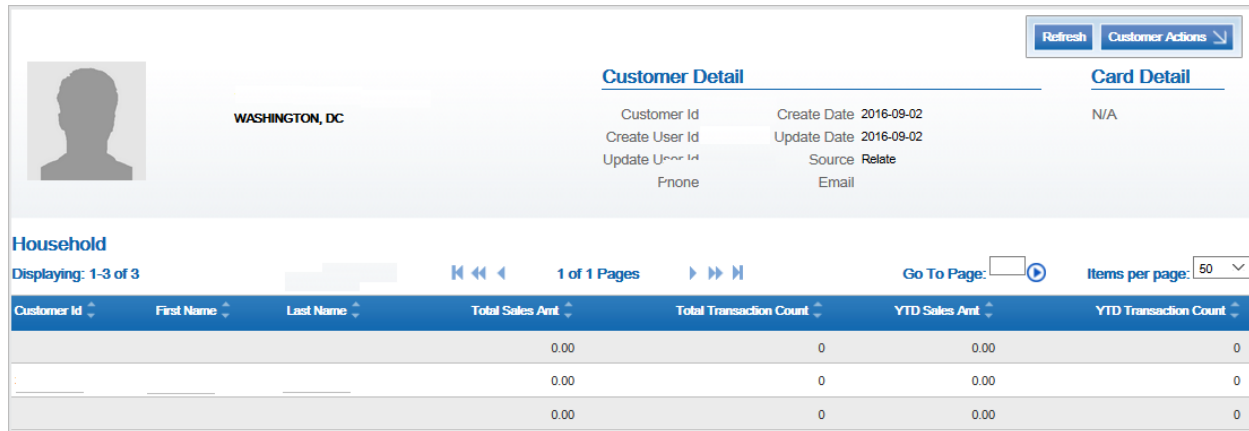 Refresh Customer Actions
Customer Detail Card Detail
WASHINGTON, DC
Customer Id Create Date 2016-09-02 N/A
Create User Id Update Date 2016-09-02
Update User Id Source Relate
Phone Email
Household
Displaying: 1-3 of 3 1 of 1 Pages Go To Page: Items per page: 50
Customer Id First Name Last Name Total Sales Amt Total Transaction Count YTD Sales Amt YTD Transaction Count
0.00 0 0.00 0
0.00 0 0.00 0
0.00 0 0.00 0